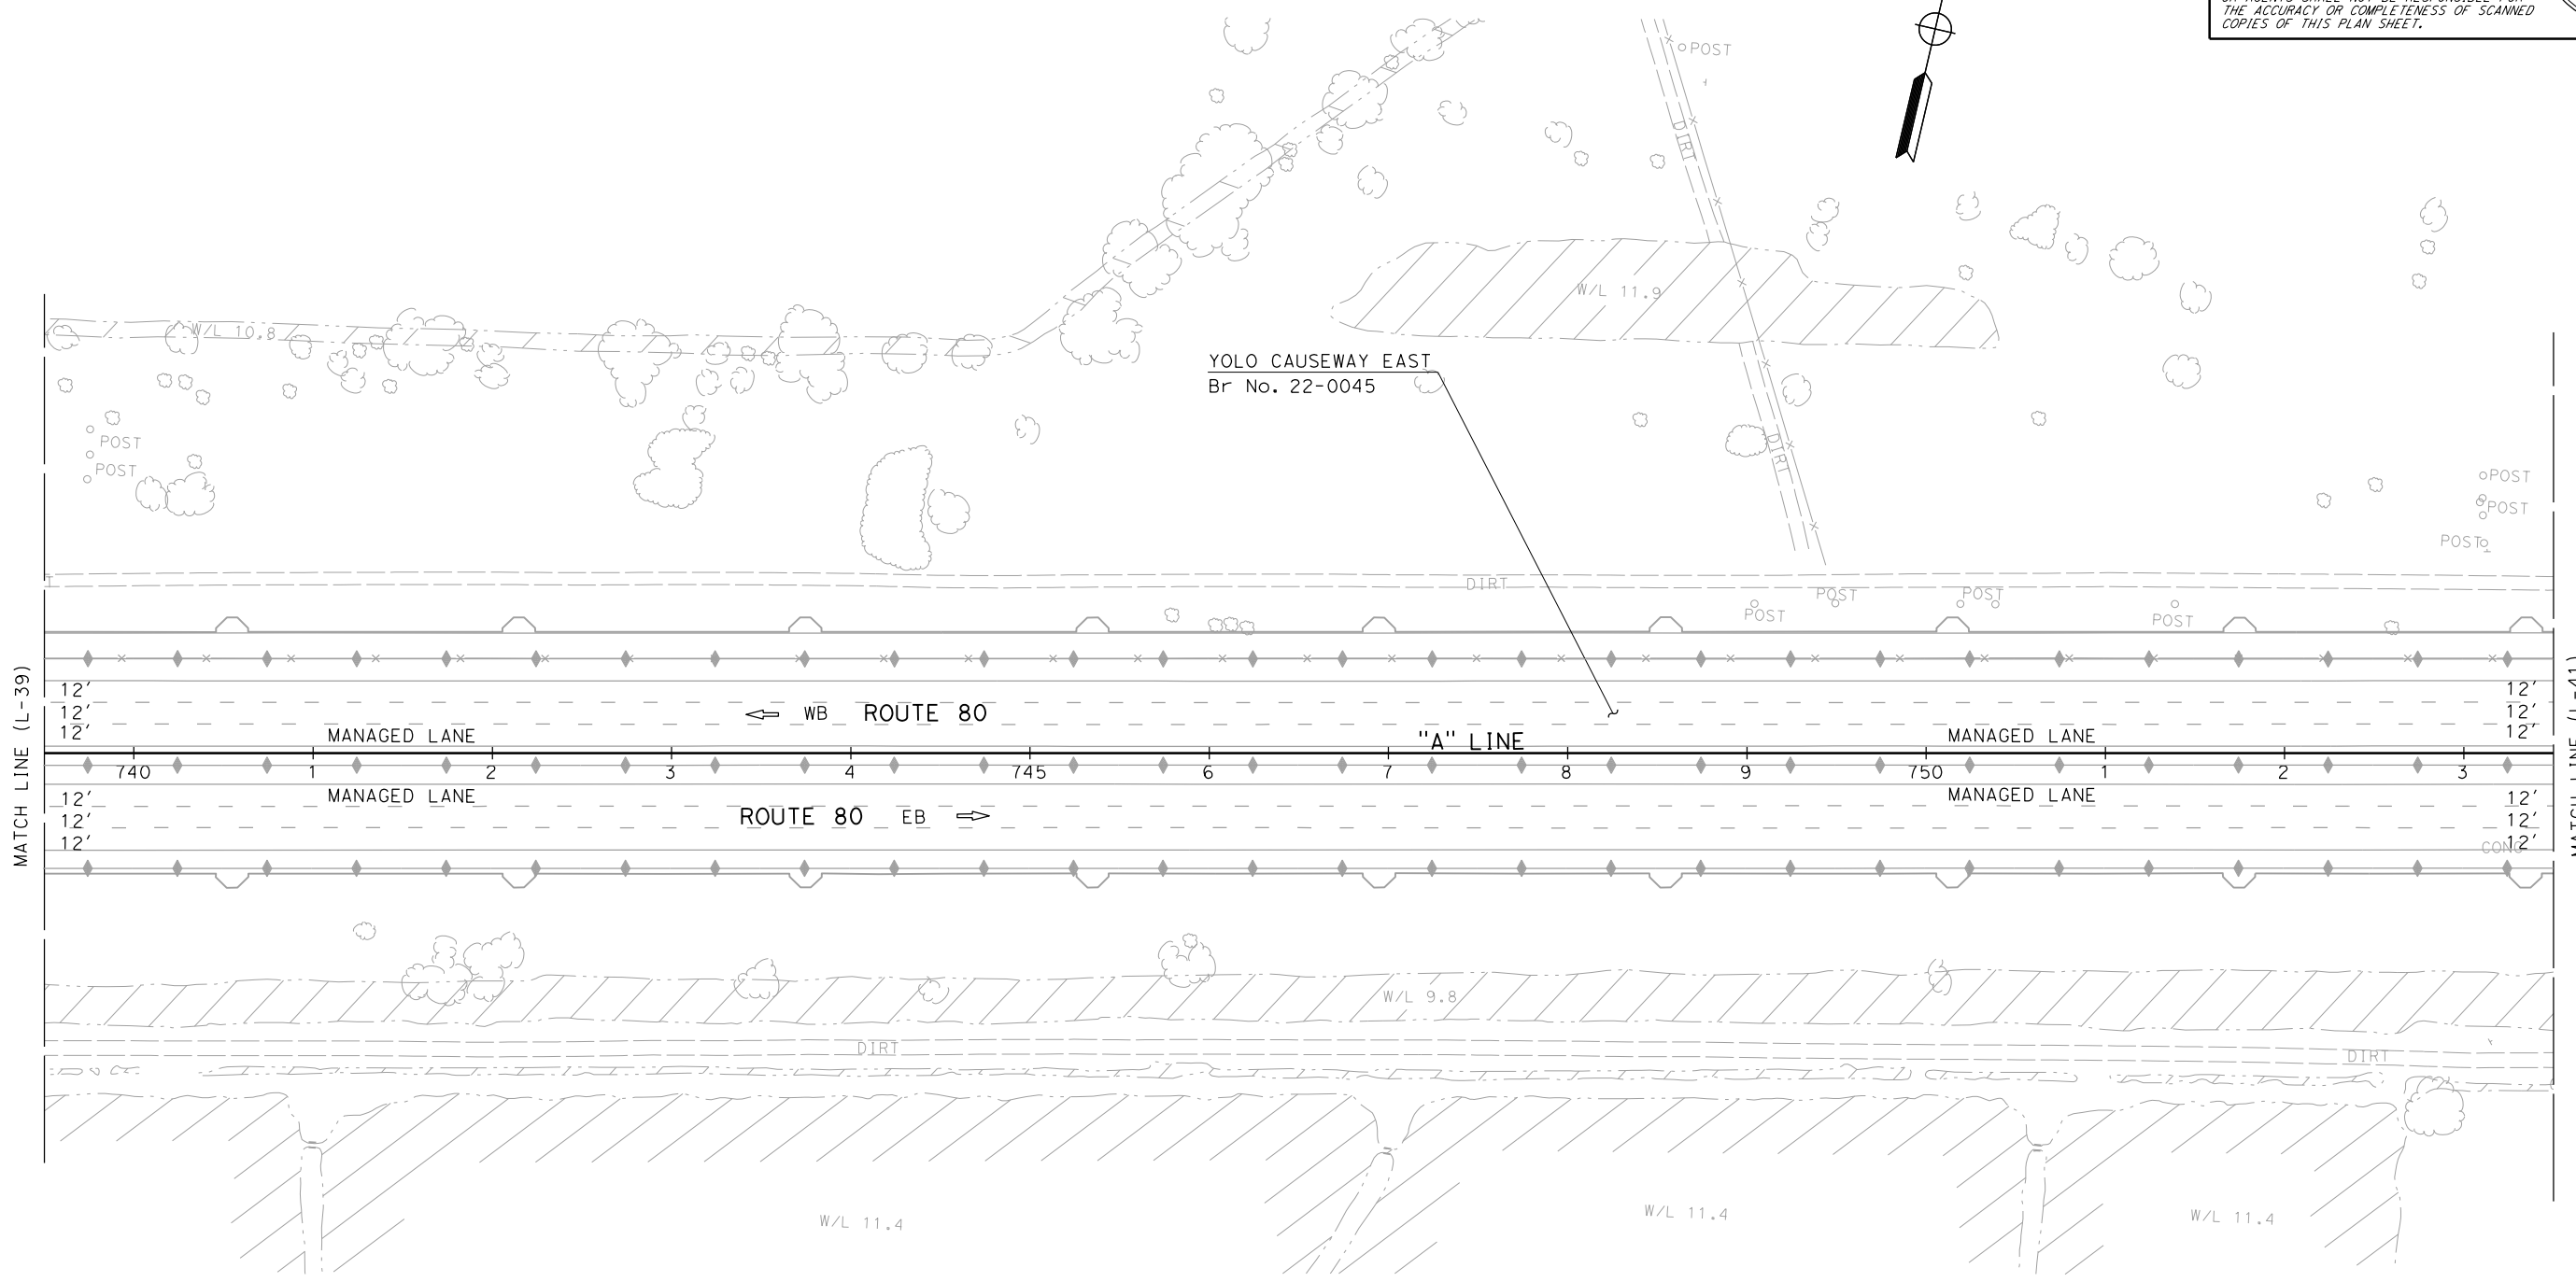 THE ACCURACY OR COMPLETENESS OF SCANNED
COPIES OF THIS PLAN SHEET.
POST
DIRT
W/L 11.9
W/L 10.8
YOLO CAUSEWAY EAST
Br No. 22-0045
POST
POST
DIRT
POST
POST
POST
DIRT
POST
POST
POST
POST
MATCH LINE (L-39)
MATCH LINE (L-41)
12'
12'
12'
WB ROUTE 80
MANAGED LANE
"A" LINE
MANAGED LANE
12'
12'
12'
740 1 2 3 4 745 6 7 8 9 750 1 2 3
12'
12'
12'
MANAGED LANE
ROUTE 80 EB
MANAGED LANE
12'
12'
12'
CONC
W/L 9.8
DIRT
DIRT
W/L 11.4
W/L 11.4
W/L 11.4